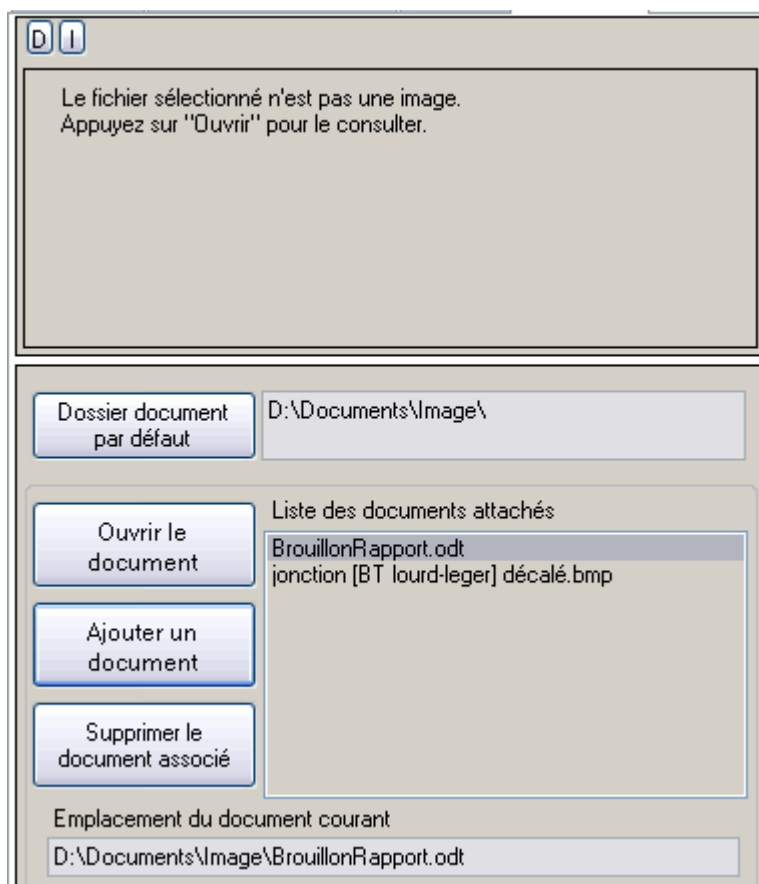 D I
Le fichier sélectionné n'est pas une image.
Appuyez sur "Ouvrir" pour le consulter.
Dossier document
par défaut
D:\Documents\Image\
Liste des documents attachés
Ouvrir le
document
BrouillonRapport.odt
jonction [BT lourd-leger] décalé.bmp
Ajouter un
document
Supprimer le
document associé
Emplacement du document courant
D:\Documents\Image\BrouillonRapport.odt